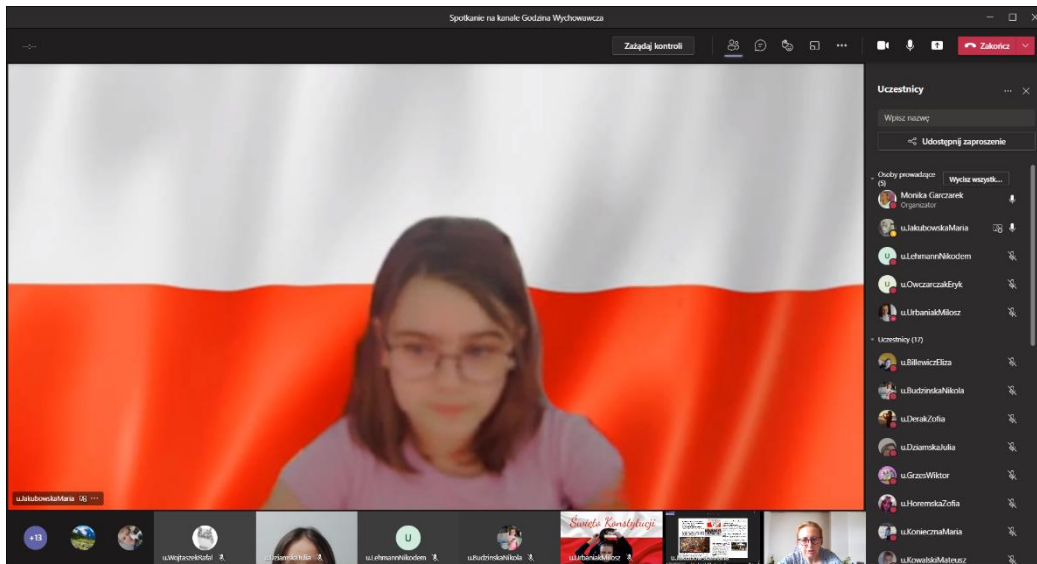 Spotkanie na kanale Godzina Wychowawcza
--:--
Zażądaj kontroli
Zakończ
Uczestnicy
Wpisz nazwę
Udostępnij zaproszenie
Osoby prowadzące (5)
Wycisz wszystk...
Monika Garczarek
Organizator
u.JakubowskaMaria
u.LehmannNikodem
u.OwczarczakEryk
u.UrbaniakMilosz
Uczestnicy (17)
u.BillewiczEliza
u.BudzinskaNikola
u.DerakZofia
u.DziamskaJulia
u.GrzesWiktor
u.HoremskaZofia
u.KoniecznaMaria
u.KowalskiMateusz
u.JakubowskaMaria
+13
u.WojtaszekRafal
u.DziamskaJulia
U
u.LehmannNikodem
u.BudzinskaNikola
Święto Konstytucji
u.UrbaniakMilosz